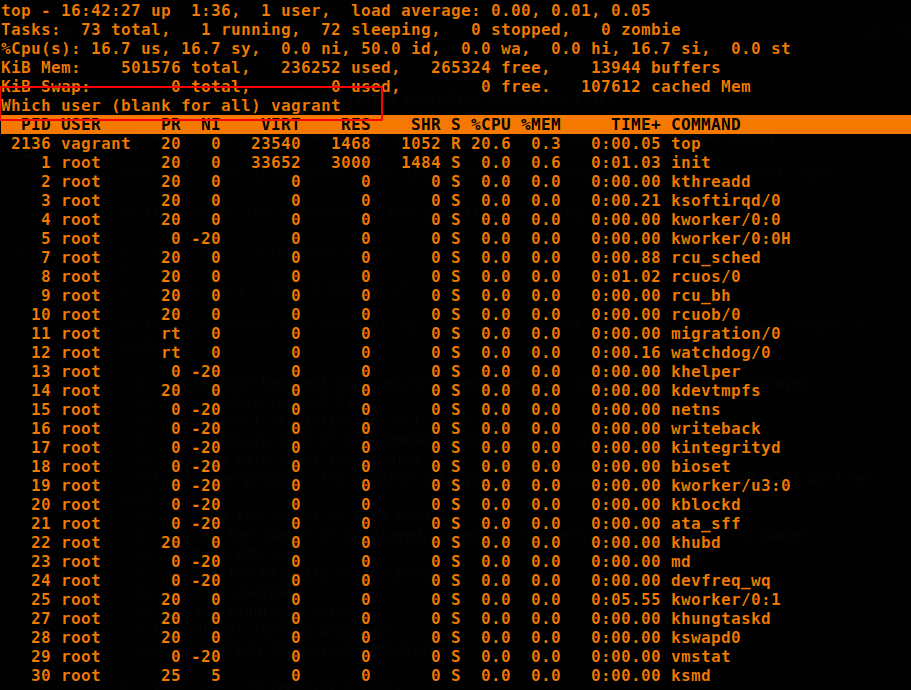 top - 16:42:27 up  1:36,  1 user,  load average: 0.00, 0.01, 0.05
Tasks:  73 total,   1 running,  72 sleeping,   0 stopped,   0 zombie
%Cpu(s): 16.7 us, 16.7 sy,  0.0 ni, 50.0 id,  0.0 wa,  0.0 hi, 16.7 si,  0.0 st
KiB Mem:    501576 total,   236252 used,   265324 free,    13944 buffers
KiB Swap:        0 total,        0 used,        0 free.   107612 cached Mem
Which user (blank for all) vagrant
  PID USER      PR  NI    VIRT    RES    SHR S %CPU %MEM     TIME+ COMMAND
 2136 vagrant   20   0   23540   1468   1052 R 20.6  0.3   0:00.05 top
    1 root      20   0   33652   3000   1484 S  0.0  0.6   0:01.03 init
    2 root      20   0       0      0      0 S  0.0  0.0   0:00.00 kthreadd
    3 root      20   0       0      0      0 S  0.0  0.0   0:00.21 ksoftirqd/0
    4 root      20   0       0      0      0 S  0.0  0.0   0:00.00 kworker/0:0
    5 root       0 -20       0      0      0 S  0.0  0.0   0:00.00 kworker/0:0H
    7 root      20   0       0      0      0 S  0.0  0.0   0:00.88 rcu_sched
    8 root      20   0       0      0      0 S  0.0  0.0   0:01.02 rcuos/0
    9 root      20   0       0      0      0 S  0.0  0.0   0:00.00 rcu_bh
   10 root      20   0       0      0      0 S  0.0  0.0   0:00.00 rcuob/0
   11 root      rt   0       0      0      0 S  0.0  0.0   0:00.00 migration/0
   12 root      rt   0       0      0      0 S  0.0  0.0   0:00.16 watchdog/0
   13 root       0 -20       0      0      0 S  0.0  0.0   0:00.00 khelper
   14 root      20   0       0      0      0 S  0.0  0.0   0:00.00 kdevtmpfs
   15 root       0 -20       0      0      0 S  0.0  0.0   0:00.00 netns
   16 root       0 -20       0      0      0 S  0.0  0.0   0:00.00 writeback
   17 root       0 -20       0      0      0 S  0.0  0.0   0:00.00 kintegrityd
   18 root       0 -20       0      0      0 S  0.0  0.0   0:00.00 bioset
   19 root       0 -20       0      0      0 S  0.0  0.0   0:00.00 kworker/u3:0
   20 root       0 -20       0      0      0 S  0.0  0.0   0:00.00 kblockd
   21 root       0 -20       0      0      0 S  0.0  0.0   0:00.00 ata_sff
   22 root      20   0       0      0      0 S  0.0  0.0   0:00.00 khubd
   23 root       0 -20       0      0      0 S  0.0  0.0   0:00.00 md
   24 root       0 -20       0      0      0 S  0.0  0.0   0:00.00 devfreq_wq
   25 root      20   0       0      0      0 S  0.0  0.0   0:05.55 kworker/0:1
   27 root      20   0       0      0      0 S  0.0  0.0   0:00.00 khungtaskd
   28 root      20   0       0      0      0 S  0.0  0.0   0:00.00 kswapd0
   29 root       0 -20       0      0      0 S  0.0  0.0   0:00.00 vmstat
   30 root      25   5       0      0      0 S  0.0  0.0   0:00.00 ksmd